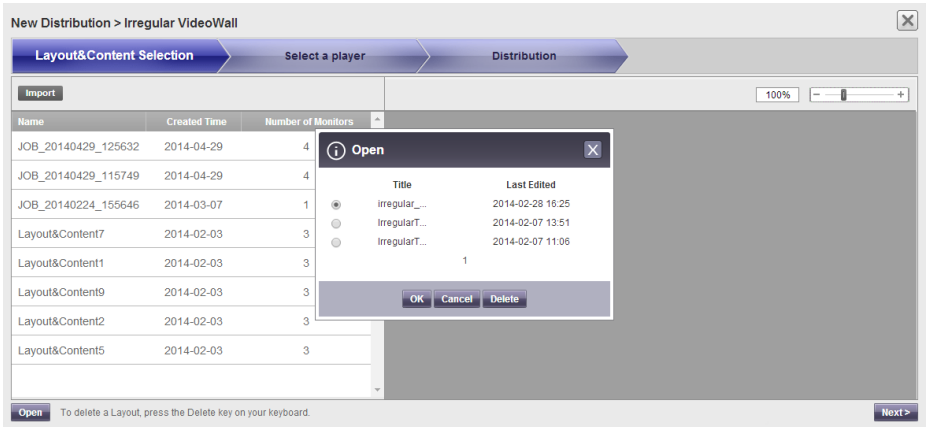 New Distribution > Irregular VideoWall
Layout&Content Selection
Select a player
Distribution
Import
100%
Name Created Time Number of Monitors
JOB_20140429_125632 2014-04-29 4
JOB_20140429_115749 2014-04-29 4
JOB_20140224_155646 2014-03-07 1
Layout&Content7 2014-02-03 3
Layout&Content1 2014-02-03 3
Layout&Content9 2014-02-03 3
Layout&Content2 2014-02-03 3
Layout&Content5 2014-02-03 3
Open
Title Last Edited
irregular_... 2014-02-28 16:25
IrregularT... 2014-02-07 13:51
IrregularT... 2014-02-07 11:06
1
OK Cancel Delete
Open To delete a Layout, press the Delete key on your keyboard.
Next >